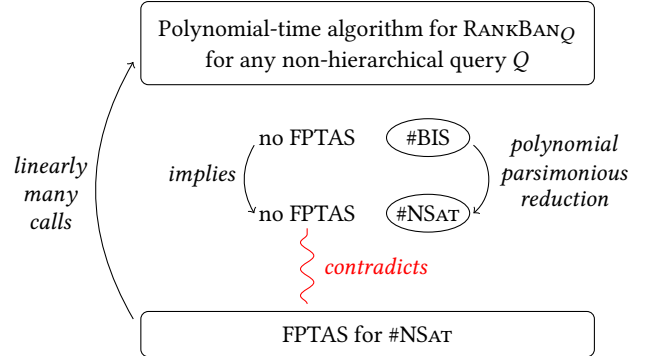 Polynomial-time algorithm for RankBanQ
for any non-hierarchical query Q
no FPTAS #BIS
polynomial
parsimonious
reduction
implies
linearly
many
calls
no FPTAS #NSat
contradicts
FPTAS for #NSat